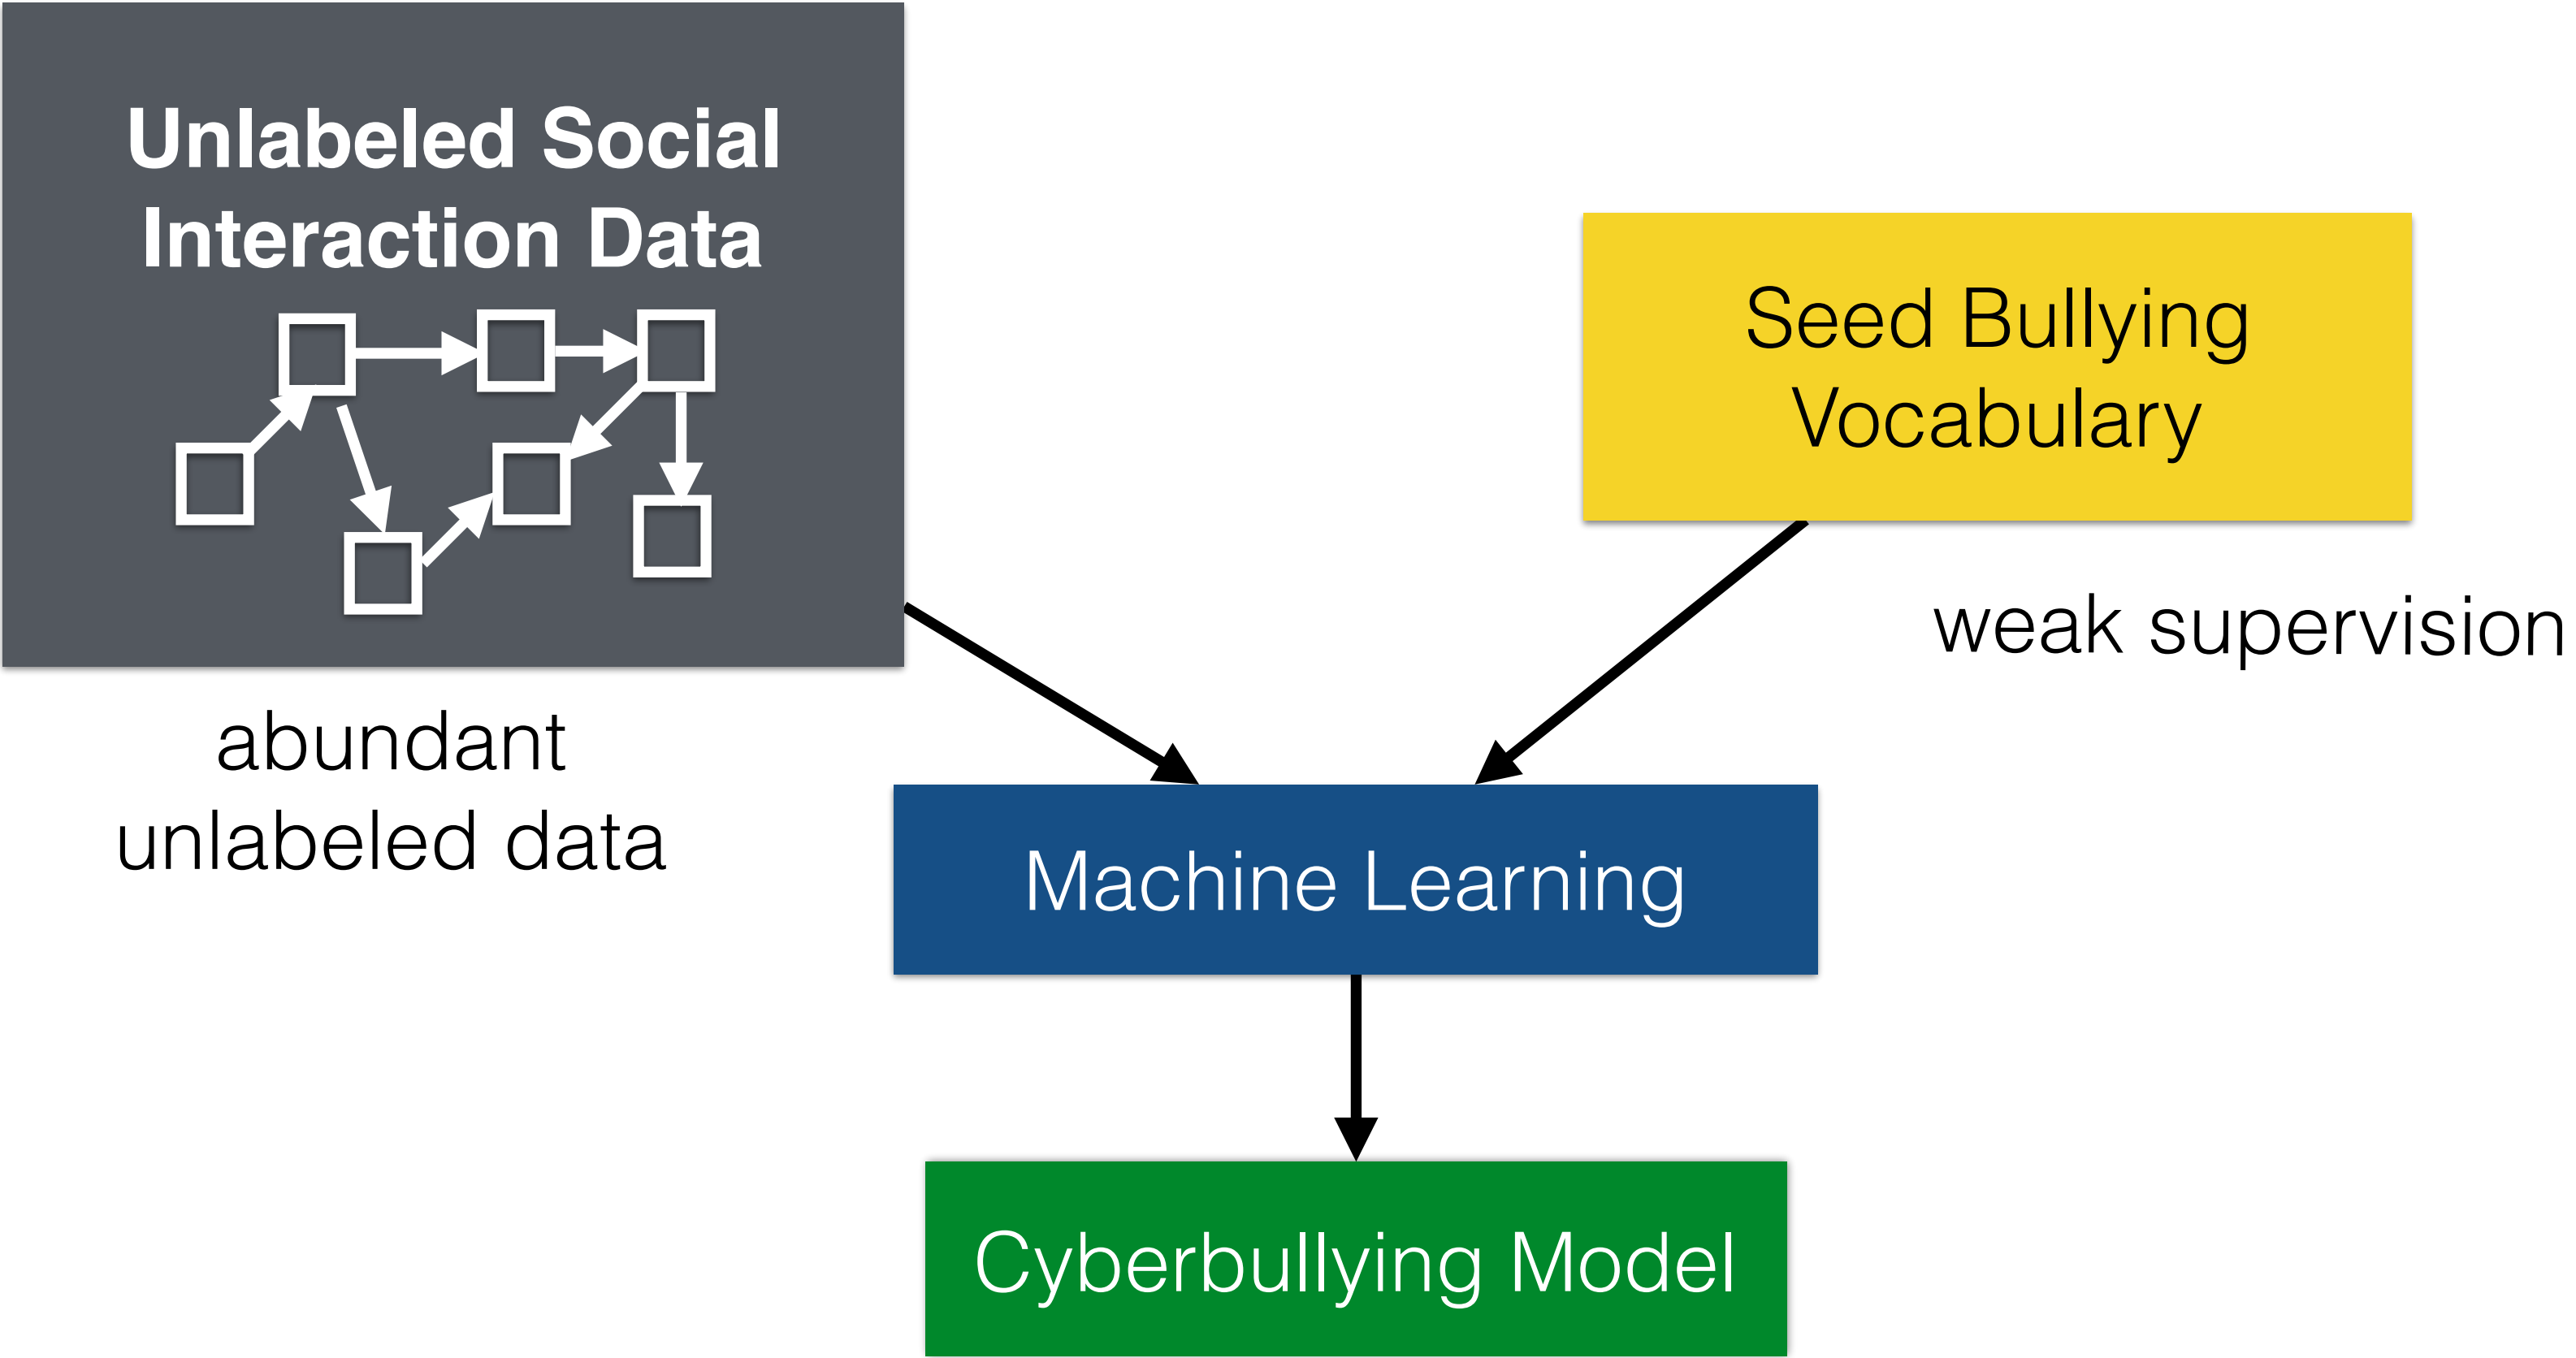 Unlabeled Social
Interaction Data
abundant
unlabeled data
Seed Bullying
Vocabulary
weak supervision
Machine Learning
Cyberbullying Model